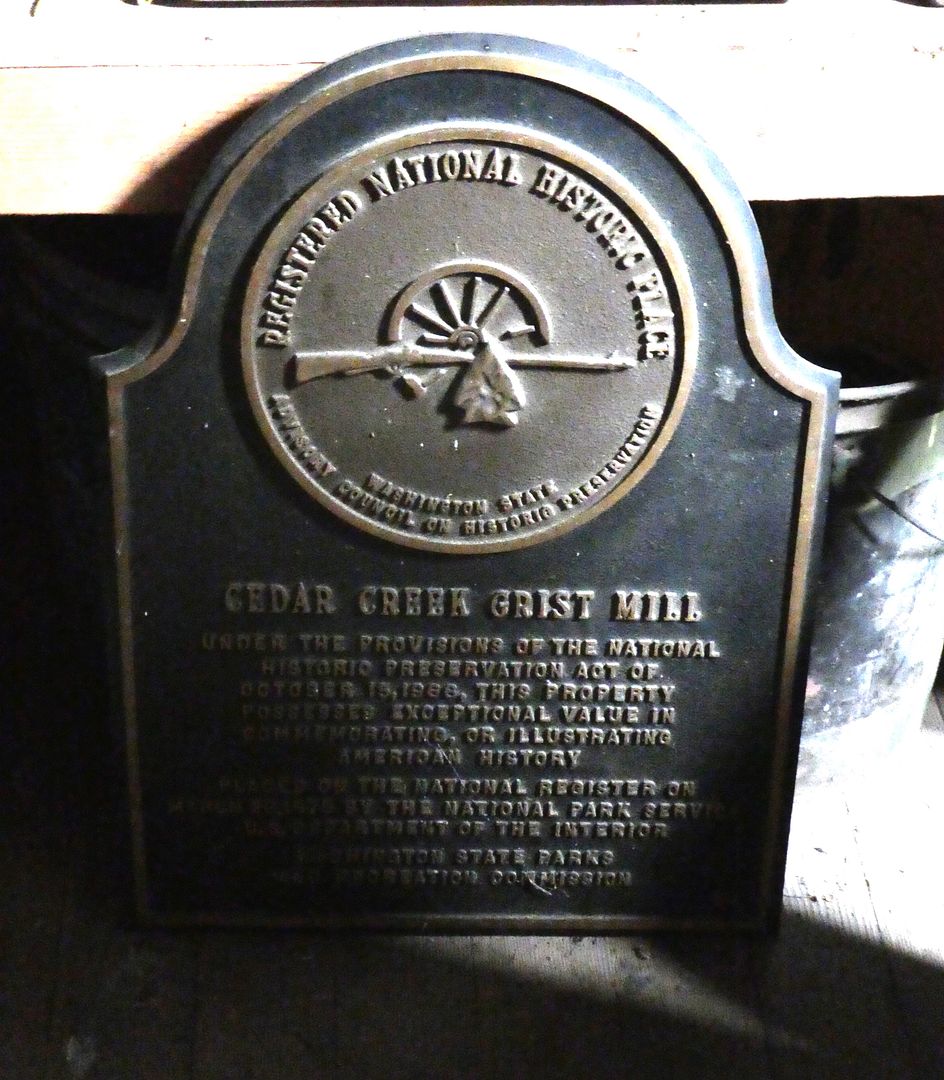 REGISTERED NATIONAL HISTORIC PLACE
WASHINGTON STATE
ADVISORY COUNCIL ON HISTORIC PRESERVATION
CEDAR CREEK GRIST MILL
UNDER THE PROVISIONS OF THE NATIONAL
HISTORIC PRESERVATION ACT OF
OCTOBER 15, 1966, THIS PROPERTY
POSSESSES EXCEPTIONAL VALUE IN
COMMEMORATING, OR ILLUSTRATING
AMERICAN HISTORY
PLACED ON THE NATIONAL REGISTER ON
BY THE NATIONAL PARK SERVICE
U.S. DEPARTMENT OF THE INTERIOR
WASHINGTON STATE PARKS
AND RECREATION COMMISSION